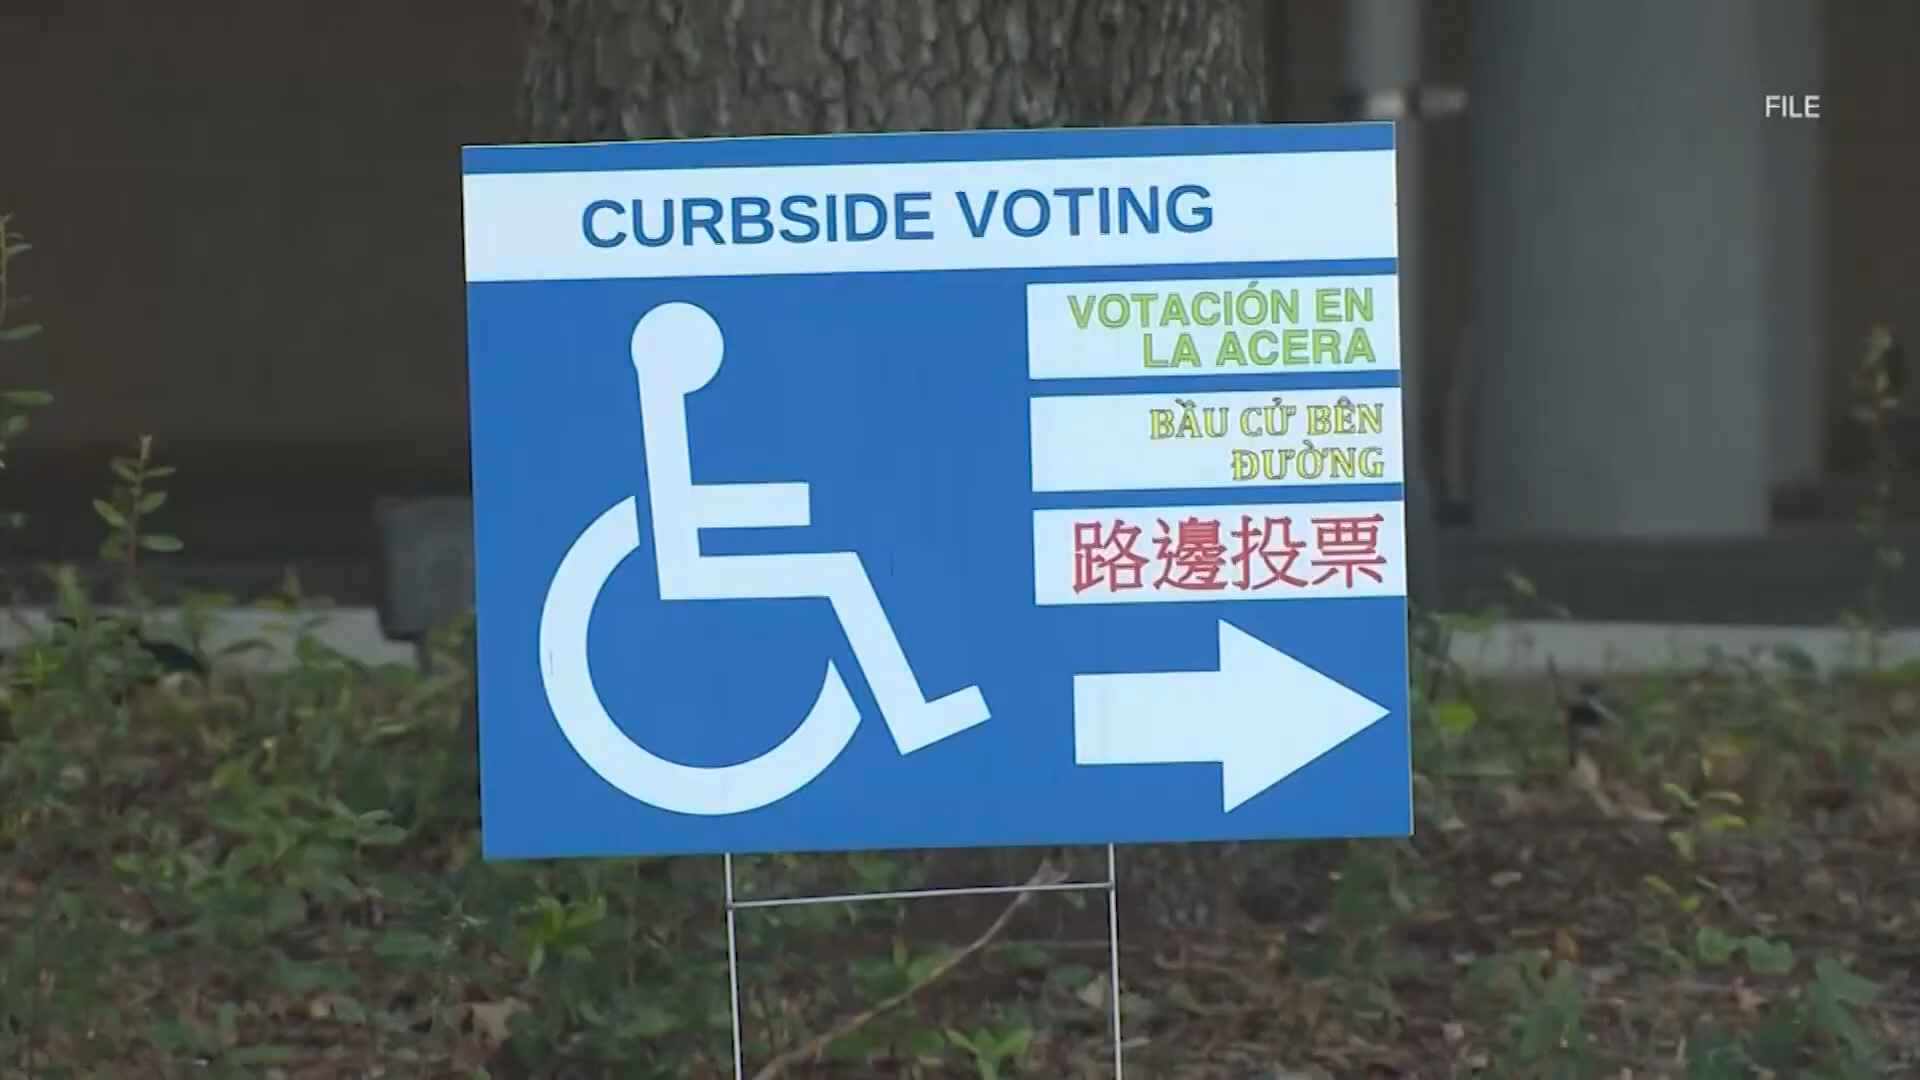 FILE
CURBSIDE VOTING
VOTACIÓN EN
LA ACERA
BẦU CỬ BÊN
ĐƯỜNG
路邊投票